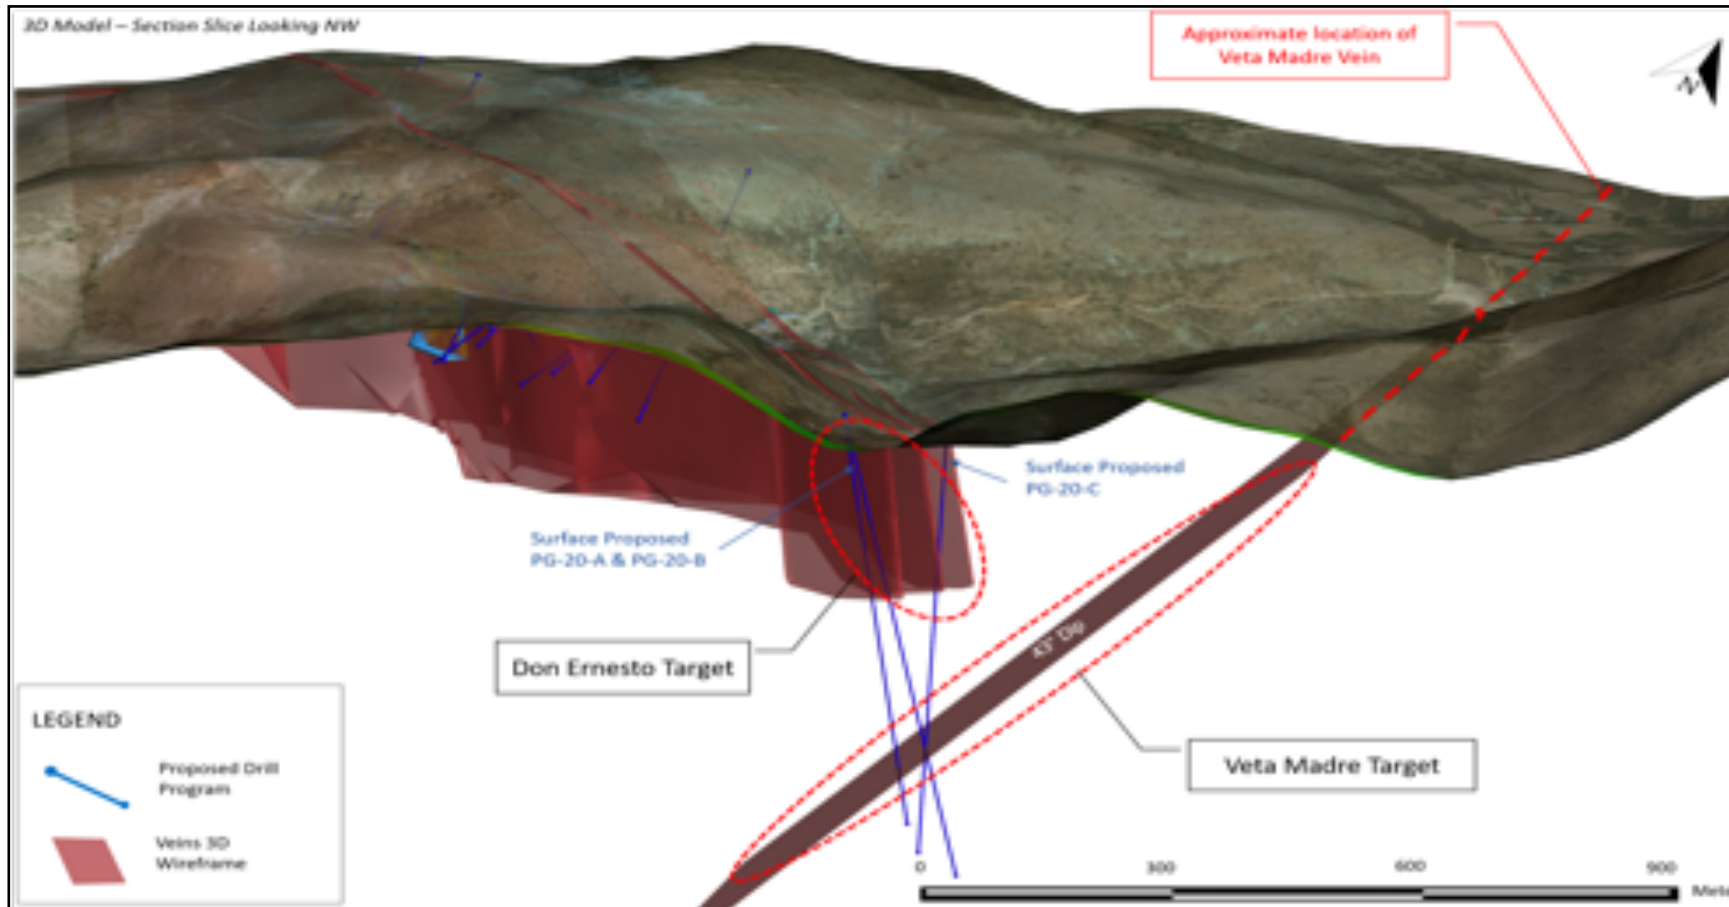 3D Model – Section Slice Looking NW
Approximate location of
Veta Madre Vein
N
Surface Proposed
PG-20-C
Surface Proposed
PG-20-A & PG-20-B
43° Dip
Don Ernesto Target
Veta Madre Target
LEGEND
Proposed Drill
Program
Veins 3D
Wireframe
0 300 600 900
Mete